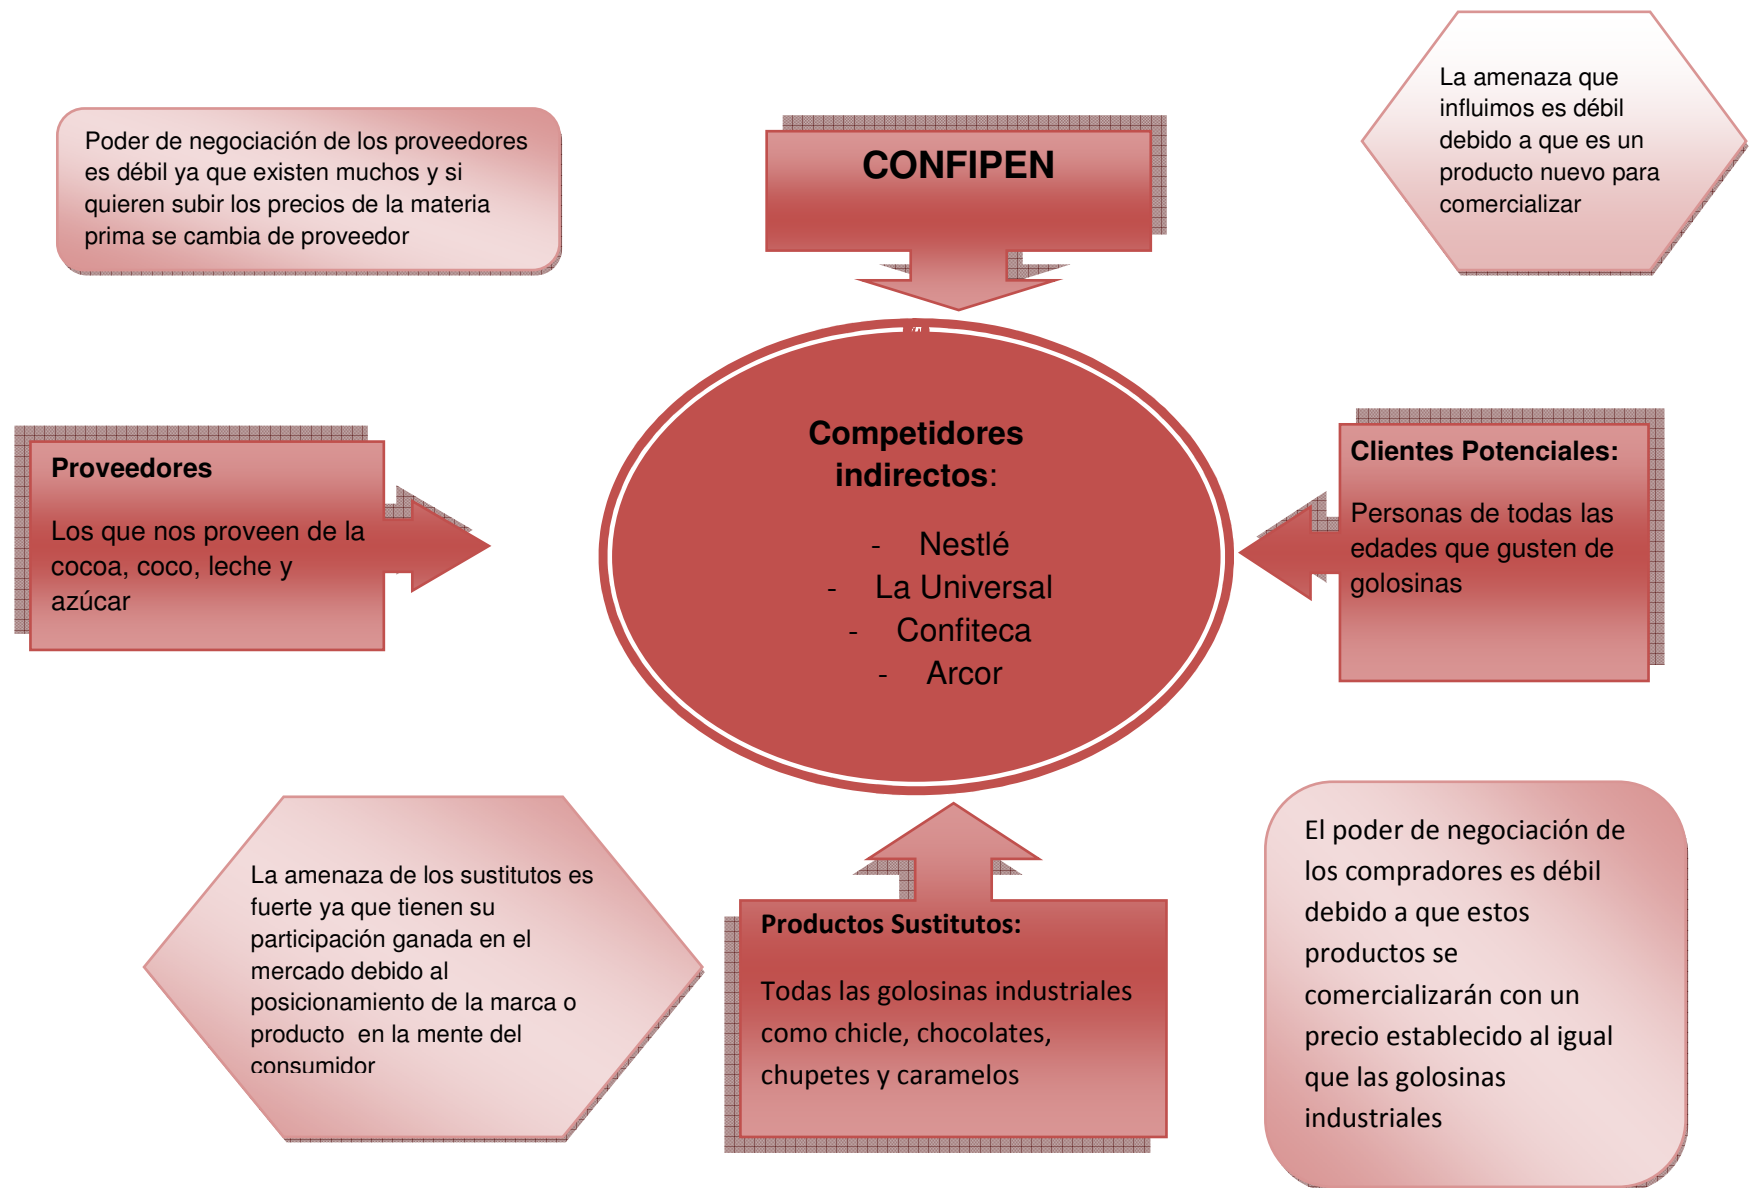 Poder de negociación de los proveedores
es débil ya que existen muchos y si
quieren subir los precios de la materia
prima se cambia de proveedor
CONFIPEN
La amenaza que
influimos es débil
debido a que es un
producto nuevo para
comercializar
Proveedores
Los que nos proveen de la
cocoa, coco, leche y
azúcar
Competidores
indirectos:
- Nestlé
- La Universal
- Confiteca
- Arcor
Clientes Potenciales:
Personas de todas las
edades que gusten de
golosinas
La amenaza de los sustitutos es
fuerte ya que tienen su
participación ganada en el
mercado debido al
posicionamiento de la marca o
producto en la mente del
consumidor
Productos Sustitutos:
Todas las golosinas industriales
como chicle, chocolates,
chupetes y caramelos
El poder de negociación de
los compradores es débil
debido a que estos
productos se
comercializarán con un
precio establecido al igual
que las golosinas
industriales